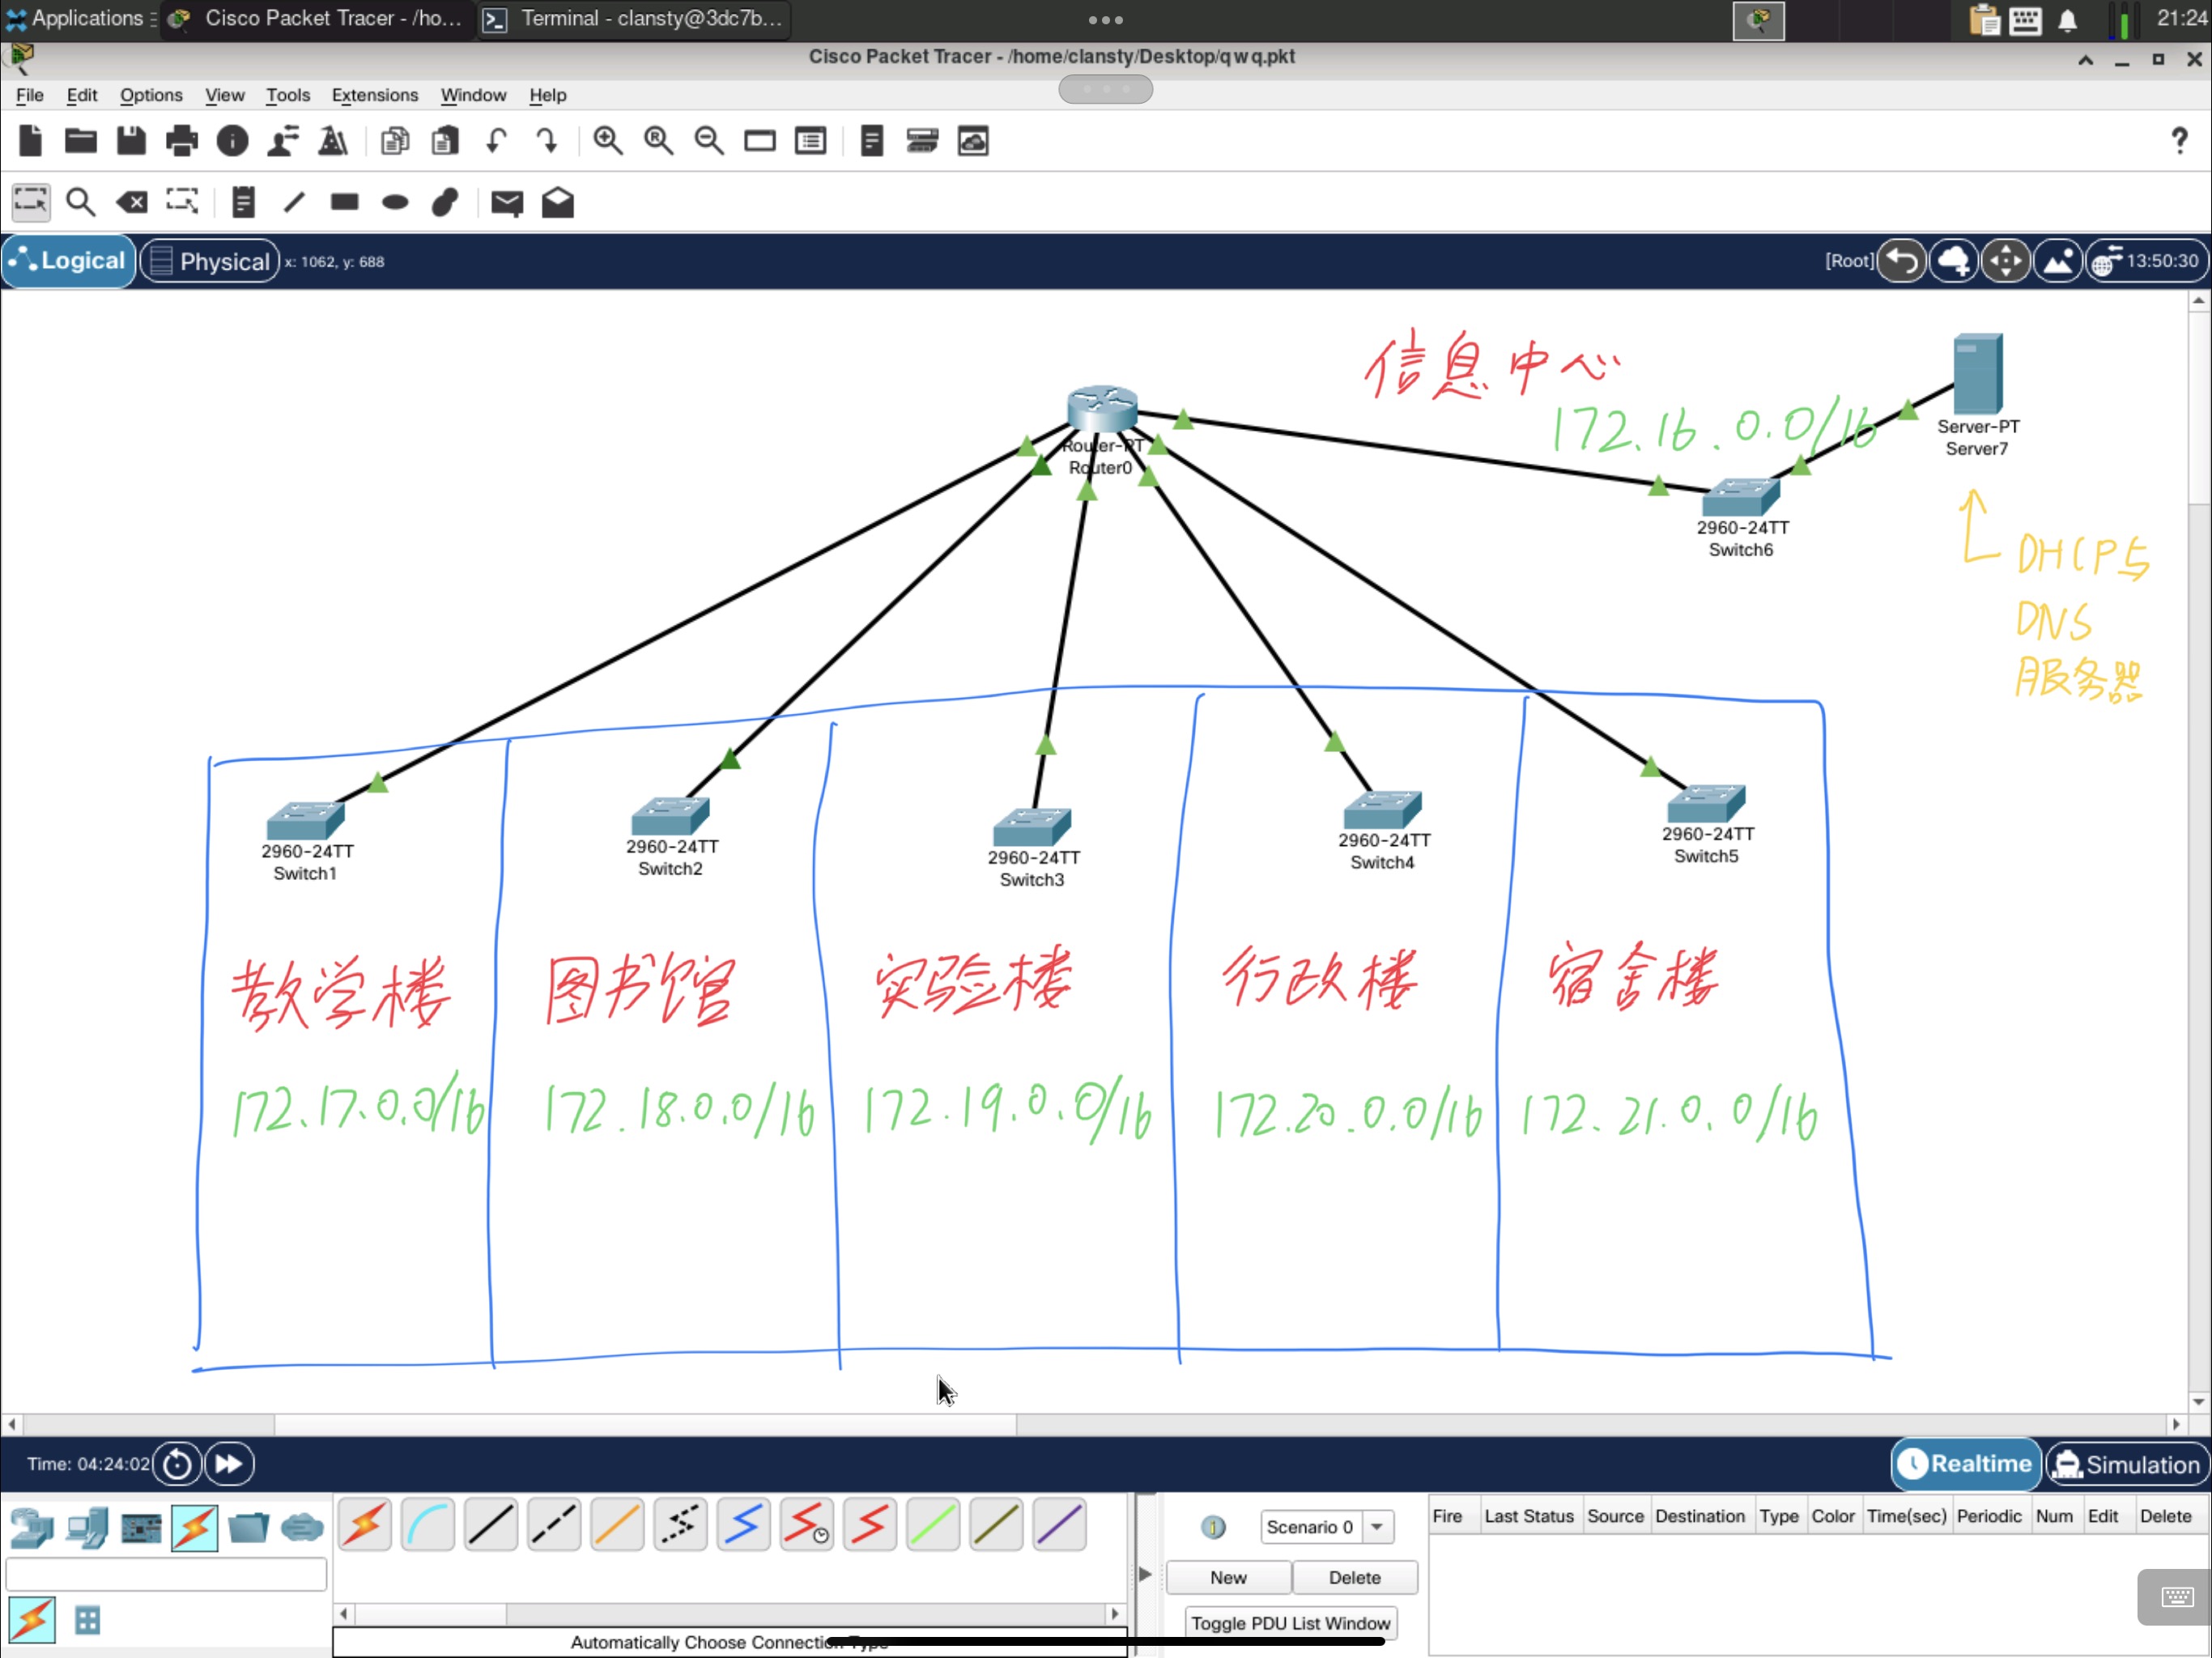 Applications
Cisco Packet Tracer - /ho...
Terminal - clansty@3dc7b...
21:24
Cisco Packet Tracer - /home/clansty/Desktop/qwq.pkt
File Edit Options View Tools Extensions Window Help
Logical
Physical
x: 1062, y: 688
[Root]
13:50:30
信息中心
172.16.0.0/16
Server-PT
Server7
Router-PT
Router0
2960-24TT
Switch6
DHCP与
DNS
服务器
2960-24TT
Switch1
2960-24TT
Switch2
2960-24TT
Switch3
2960-24TT
Switch4
2960-24TT
Switch5
教学楼 图书馆 实验楼 行政楼 宿舍楼
172.17.0.0/16 172.18.0.0/16 172.19.0.0/16 172.20.0.0/16 172.21.0.0/16
Time: 04:24:02
Realtime
Simulation
Scenario 0
New
Delete
Toggle PDU List Window
Fire Last Status Source Destination Type Color Time(sec) Periodic Num Edit Delete
Automatically Choose Connection Type